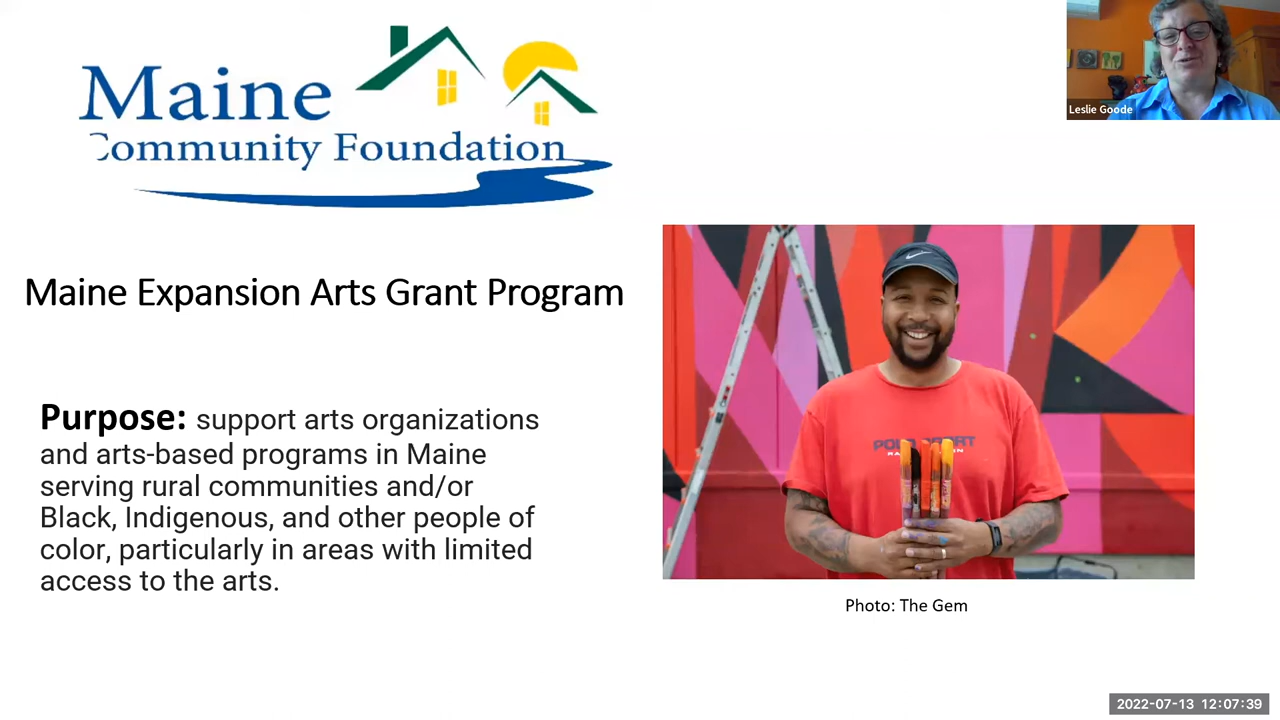 Maine
Community Foundation
Leslie Goode
Maine Expansion Arts Grant Program
Purpose: support arts organizations
and arts-based programs in Maine
serving rural communities and/or
Black, Indigenous, and other people of
color, particularly in areas with limited
access to the arts.
Photo: The Gem
2022-07-13 12:07:39